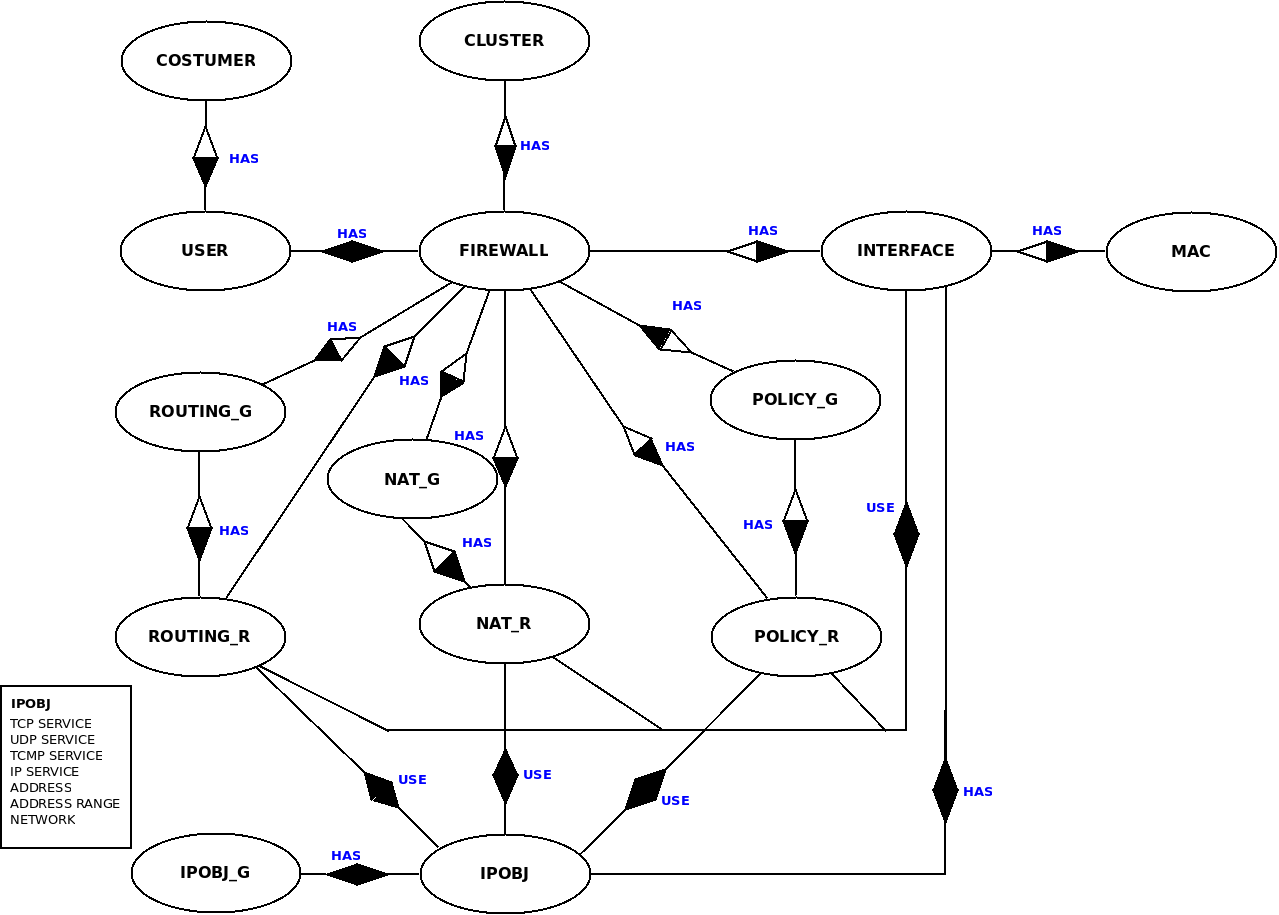 CLUSTER
COSTUMER
HAS
HAS
HAS
HAS
HAS
USER
FIREWALL
INTERFACE
MAC
HAS
HAS
HAS
POLICY_G
ROUTING_G
HAS
HAS
NAT_G
USE
HAS
HAS
HAS
NAT_R
ROUTING_R
POLICY_R
IPOBJ
TCP SERVICE
UDP SERVICE
TCMP SERVICE
IP SERVICE
ADDRESS
ADDRESS RANGE
NETWORK
USE
USE
USE
HAS
HAS
IPOBJ_G
IPOBJ